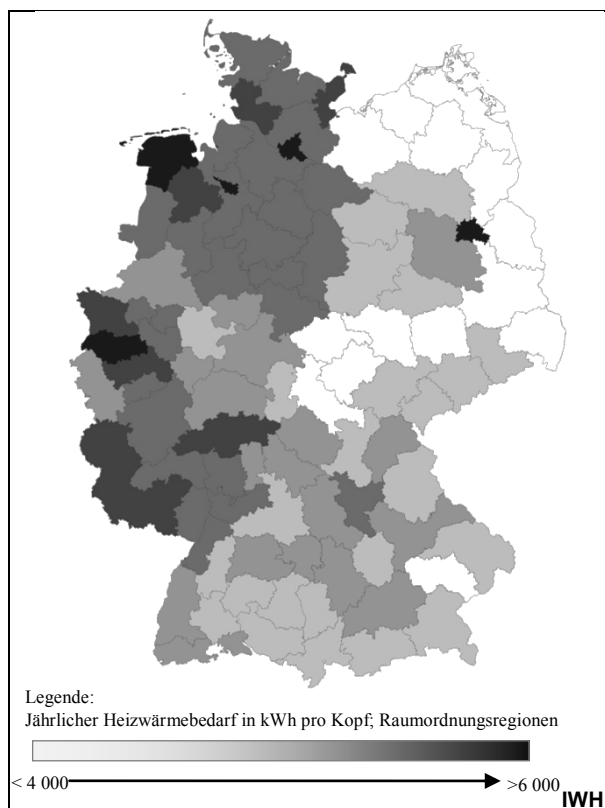 Legende:
Jährlicher Heizwärmebedarf in kWh pro Kopf; Raumordnungsregionen
< 4 000 >6 000
IWH